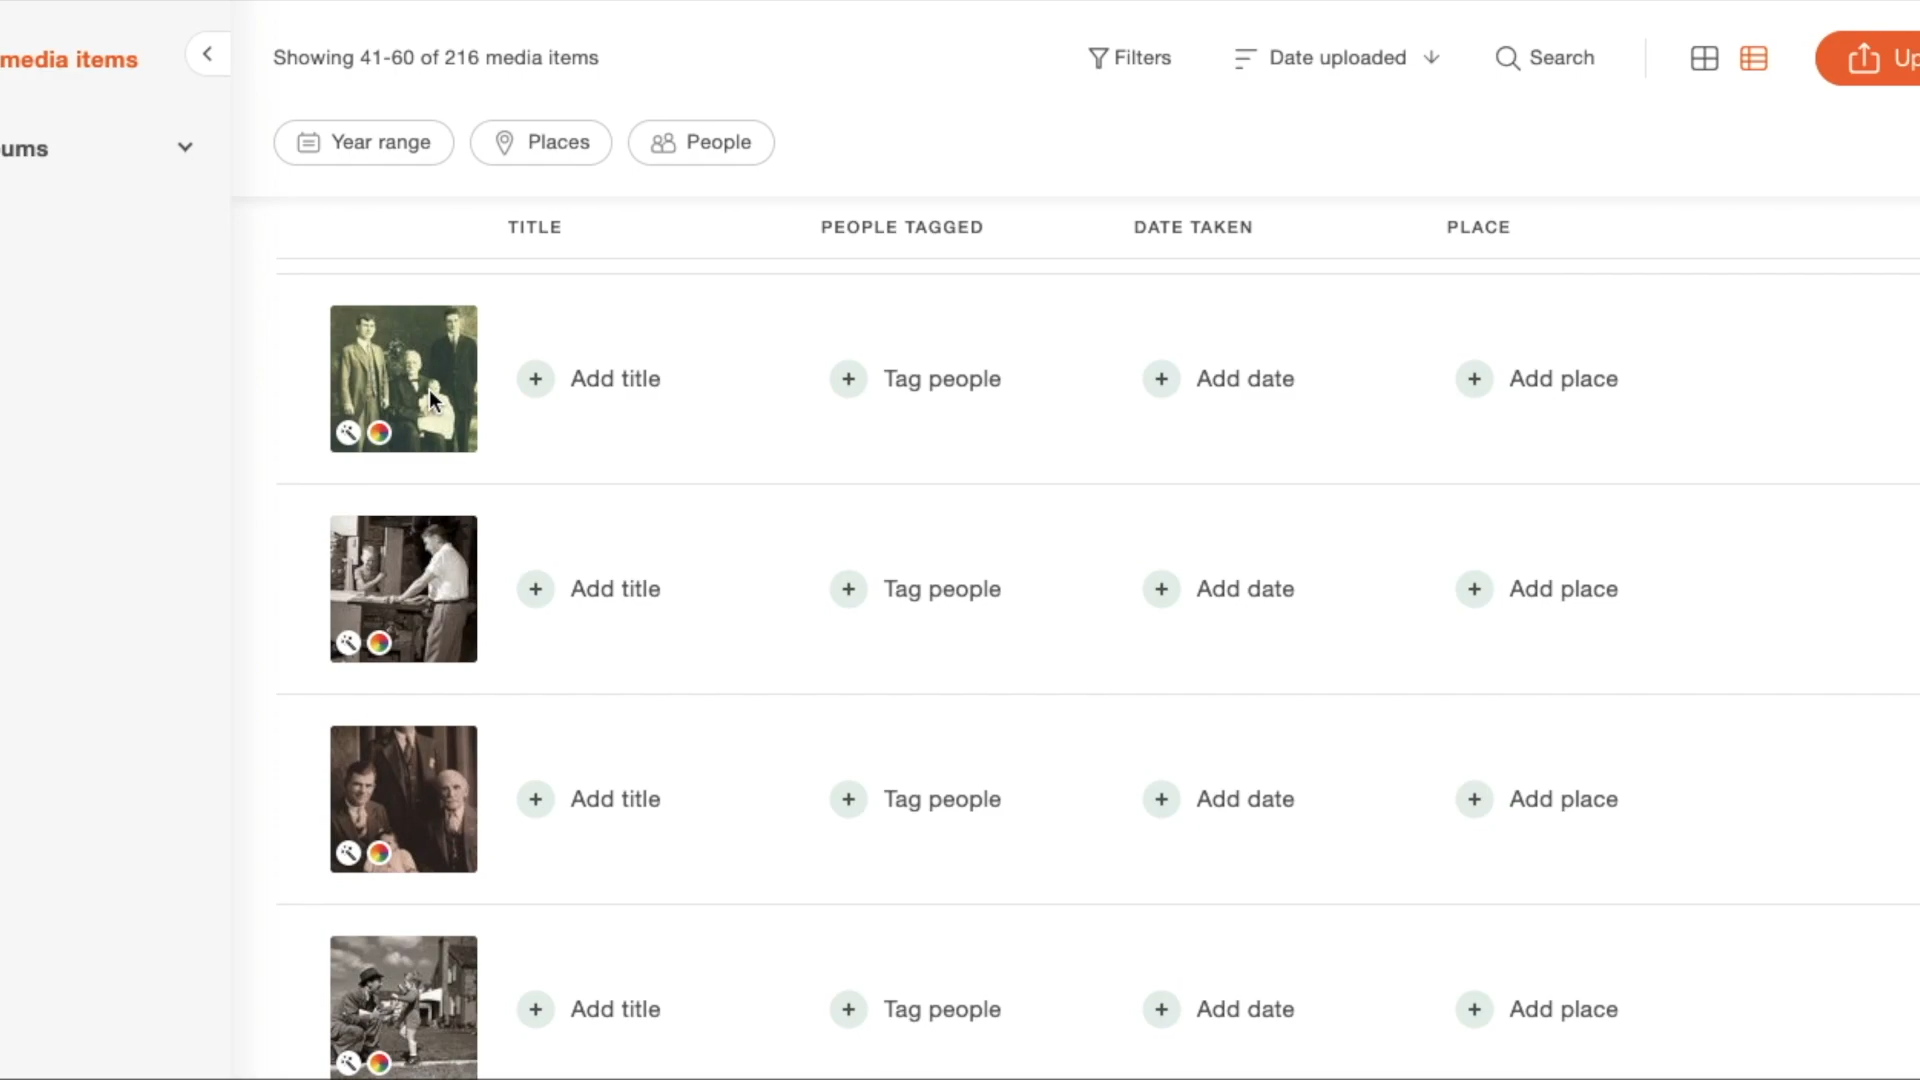 media items
Showing 41-60 of 216 media items
Filters
Date uploaded
Search
Up
ums
Year range
Places
People
TITLE
PEOPLE TAGGED
DATE TAKEN
PLACE
Add title
Tag people
Add date
Add place
Add title
Tag people
Add date
Add place
Add title
Tag people
Add date
Add place
Add title
Tag people
Add date
Add place